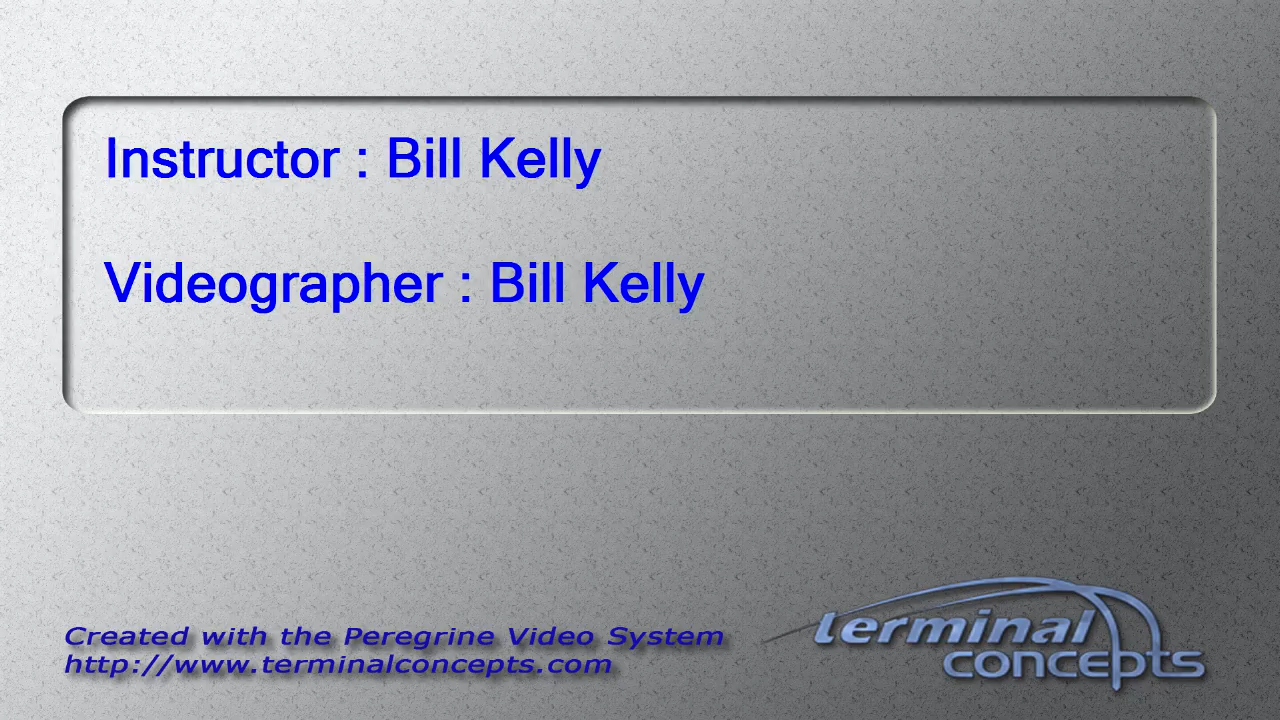 Instructor : Bill Kelly
Videographer : Bill Kelly
Created with the Peregrine Video System
http://www.terminalconcepts.com
terminal
concepts